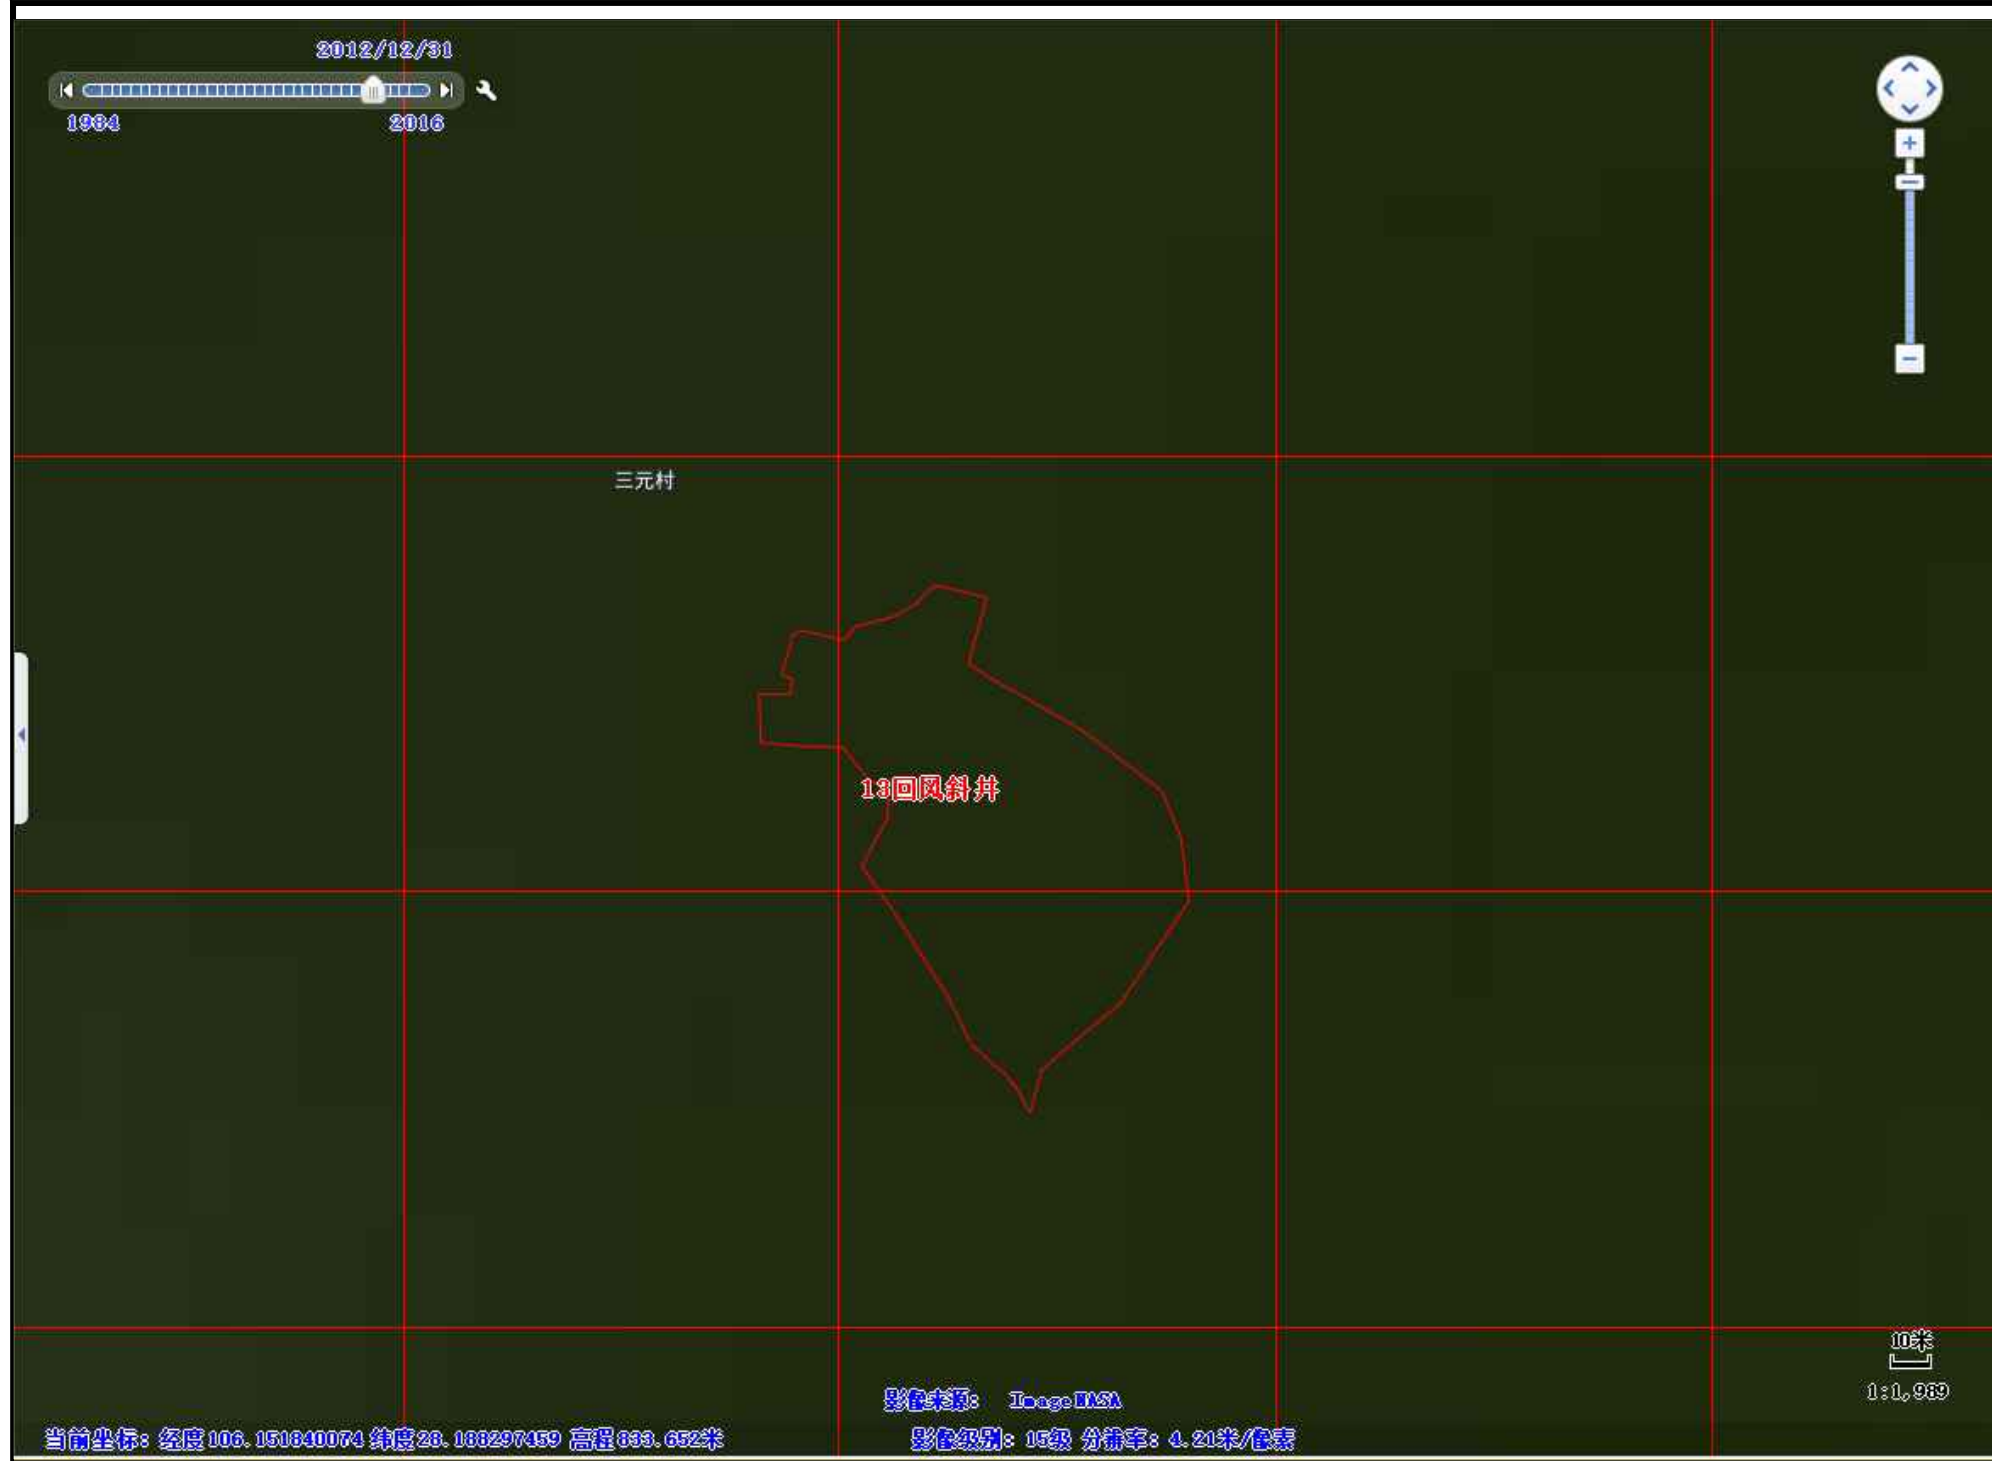 2012/12/31
1984
2016
三元村
13回风斜井
10米
1:1,989
影像来源: Image NASA
当前坐标: 经度106.151840074 纬度28.188297459 高程833.652米
影像级别: 15级 分辨率: 4.21米/像素